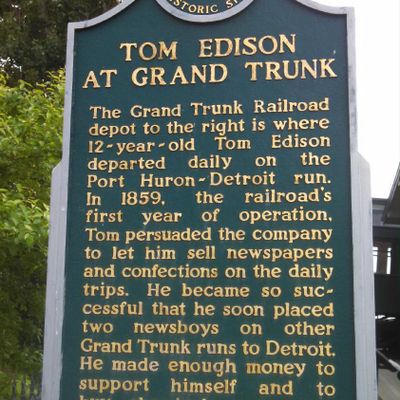 HISTORIC
TOM EDISON
AT GRAND TRUNK
The Grand Trunk Railroad
depot to the right is where
12-year-old Tom Edison
departed daily on the
Port Huron-Detroit run.
In 1859, the railroad's
first year of operation,
Tom persuaded the company
to let him sell newspapers
and confections on the daily
trips. He became so suc-
cessful that he soon placed
two newsboys on other
Grand Trunk runs to Detroit.
He made enough money to
support himself and to